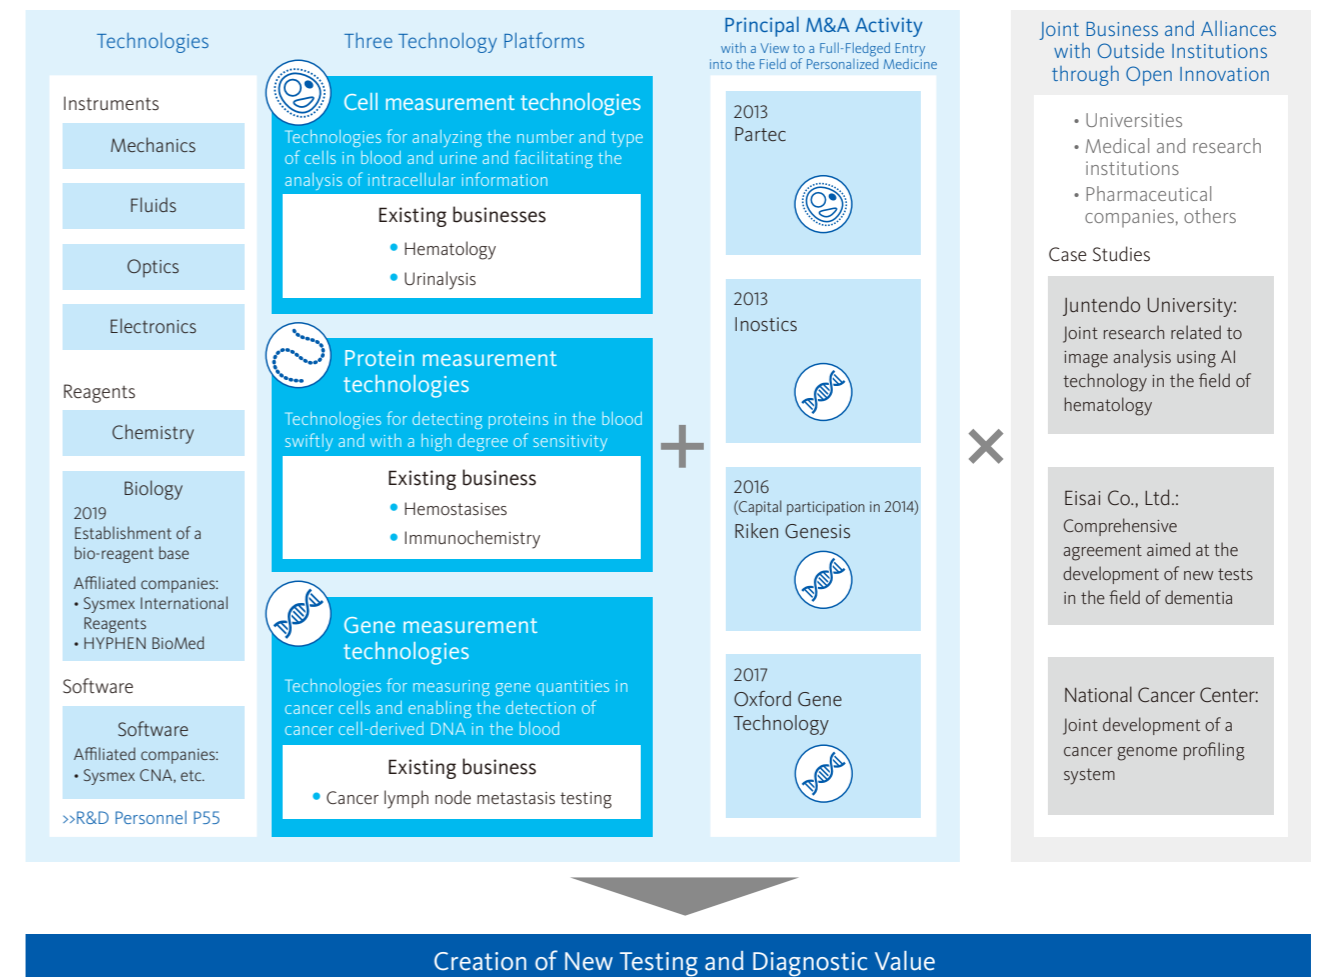 Technologies
Instruments
Mechanics
Fluids
Optics
Electronics
Reagents
Chemistry
Biology
2019
Establishment of a
bio-reagent base
Affiliated companies:
• Sysmex International
Reagents
• HYPHEN BioMed
Software
Software
Affiliated companies:
• Sysmex CNA, etc.
>>R&D Personnel P55
Three Technology Platforms
Cell measurement technologies
Technologies for analyzing the number and type
of cells in blood and urine and facilitating the
analysis of intracellular information
Existing businesses
• Hematology
• Urinalysis
Protein measurement
technologies
Technologies for detecting proteins in the blood
swiftly and with a high degree of sensitivity
Existing business
• Hemostasises
• Immunochemistry
Gene measurement
technologies
Technologies for measuring gene quantities in
cancer cells and enabling the detection of
cancer cell-derived DNA in the blood
Existing business
• Cancer lymph node metastasis testing
+
Principal M&A Activity
with a View to a Full-Fledged Entry
into the Field of Personalized Medicine
2013
Partec
2013
Inostics
2016
(Capital participation in 2014)
Riken Genesis
2017
Oxford Gene
Technology
×
Joint Business and Alliances
with Outside Institutions
through Open Innovation
• Universities
• Medical and research
institutions
• Pharmaceutical
companies, others
Case Studies
Juntendo University:
Joint research related to
image analysis using AI
technology in the field of
hematology
Eisai Co., Ltd.:
Comprehensive
agreement aimed at the
development of new tests
in the field of dementia
National Cancer Center:
Joint development of a
cancer genome profiling
system
Creation of New Testing and Diagnostic Value